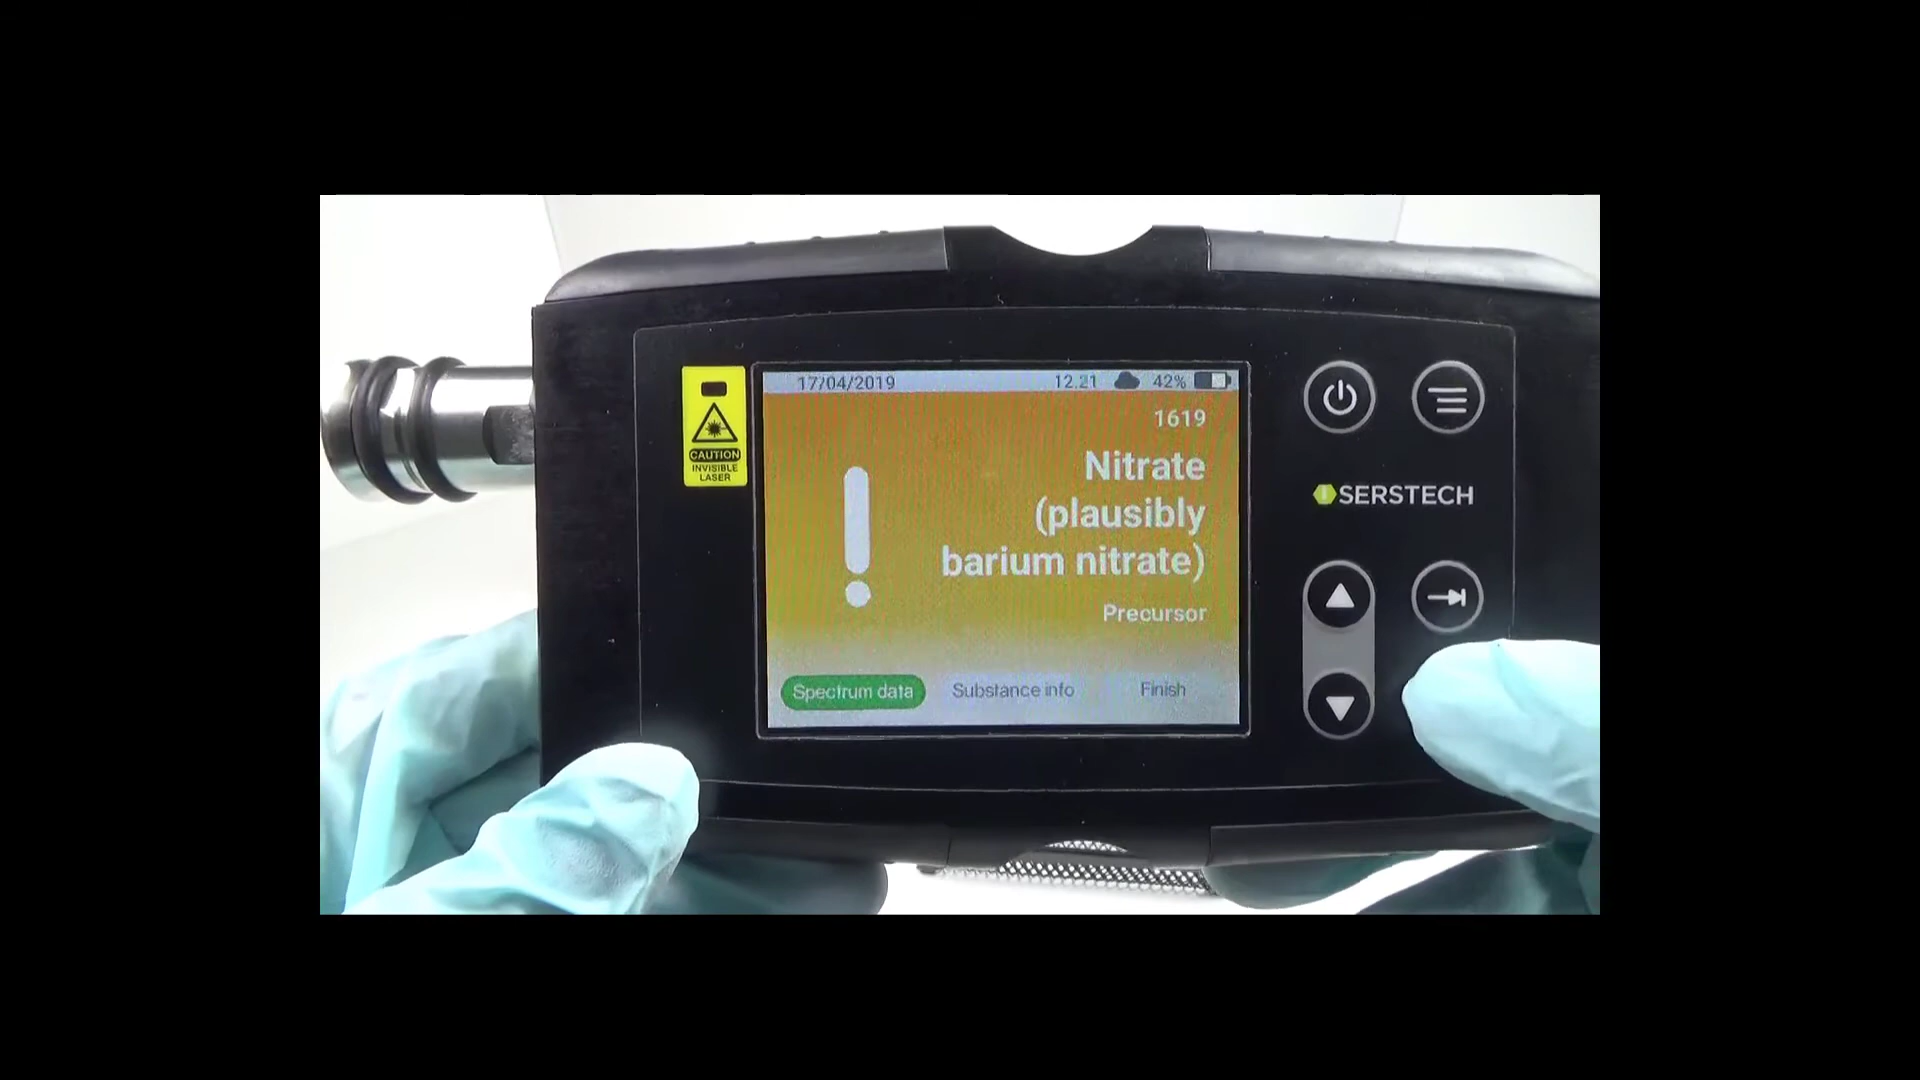 17/04/2019 12.21 42%
1619
Nitrate
(plausibly
barium nitrate)
Precursor
Spectrum data Substance info Finish
CAUTION
INVISIBLE
LASER
SERSTECH